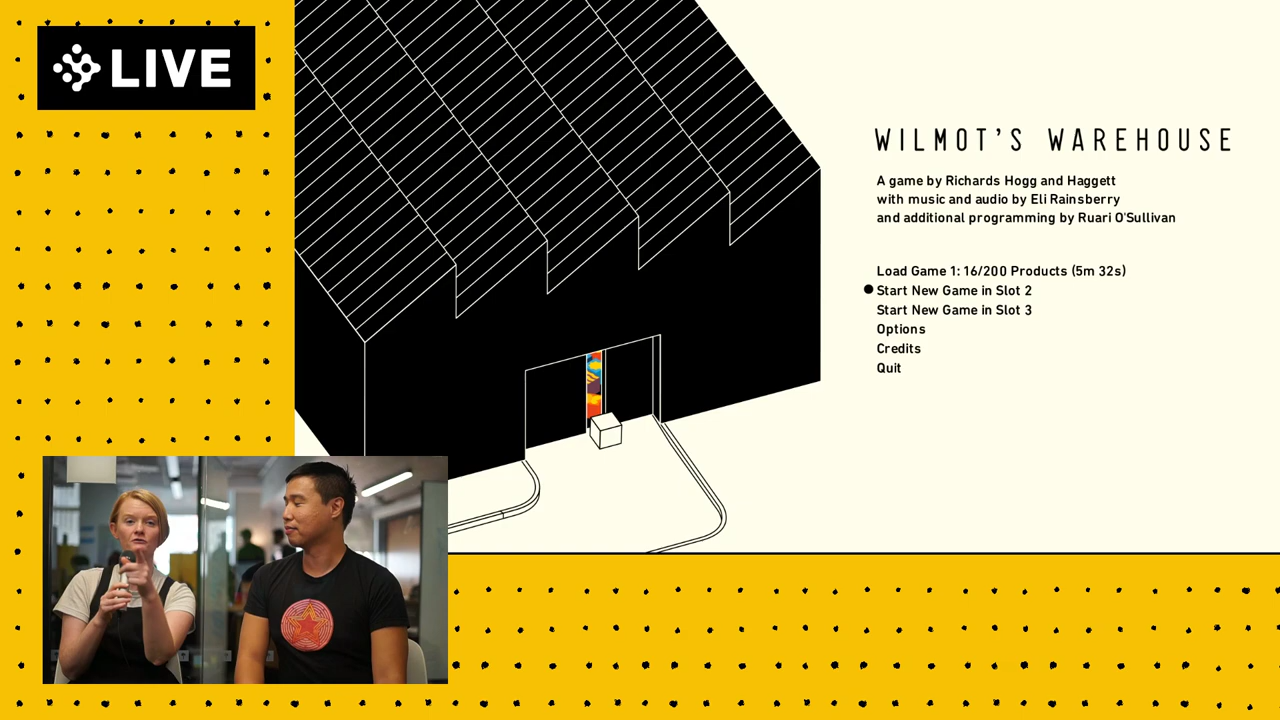 LIVE
WILMOT'S WAREHOUSE
A game by Richards Hogg and Haggett
with music and audio by Eli Rainsberry
and additional programming by Ruari O'Sullivan
Load Game 1: 16/200 Products (5m 32s)
Start New Game in Slot 2
Start New Game in Slot 3
Options
Credits
Quit